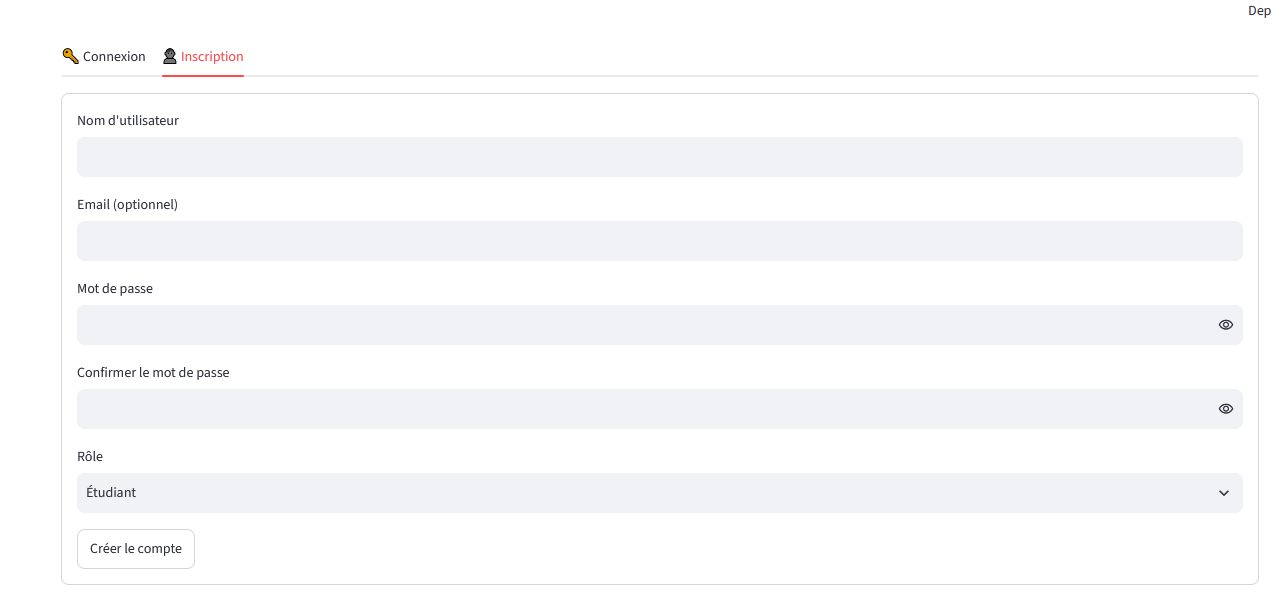 Dep
Connexion Inscription
Nom d'utilisateur
Email (optionnel)
Mot de passe
Confirmer le mot de passe
Rôle
Étudiant
Créer le compte